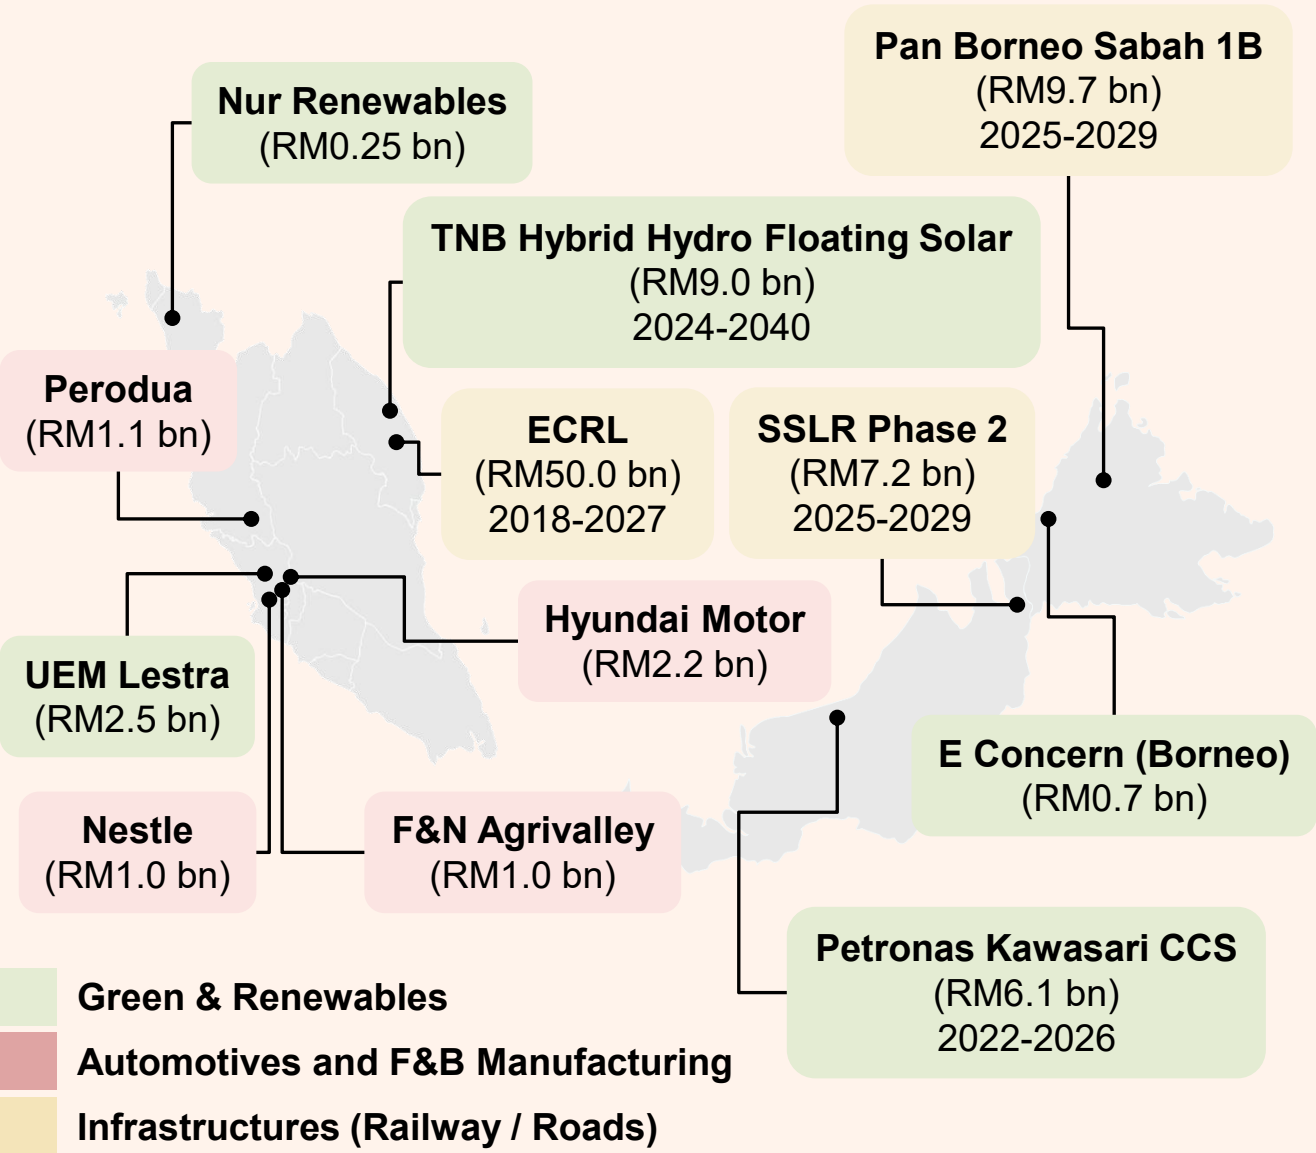 Pan Borneo Sabah 1B
(RM9.7 bn)
2025-2029
Nur Renewables
(RM0.25 bn)
TNB Hybrid Hydro Floating Solar
(RM9.0 bn)
2024-2040
Perodua
(RM1.1 bn)
ECRL
(RM50.0 bn)
2018-2027
SSLR Phase 2
(RM7.2 bn)
2025-2029
Hyundai Motor
(RM2.2 bn)
UEM Lestra
(RM2.5 bn)
E Concern (Borneo)
(RM0.7 bn)
Nestle
(RM1.0 bn)
F&N Agrivalley
(RM1.0 bn)
Petronas Kawasari CCS
(RM6.1 bn)
2022-2026
Green & Renewables
Automotives and F&B Manufacturing
Infrastructures (Railway / Roads)